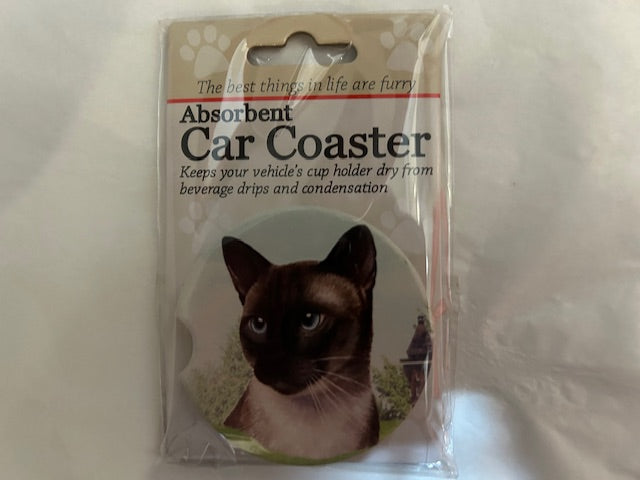 The best things in life are furry
Absorbent
Car Coaster
Keeps your vehicle's cup holder dry from
beverage drips and condensation